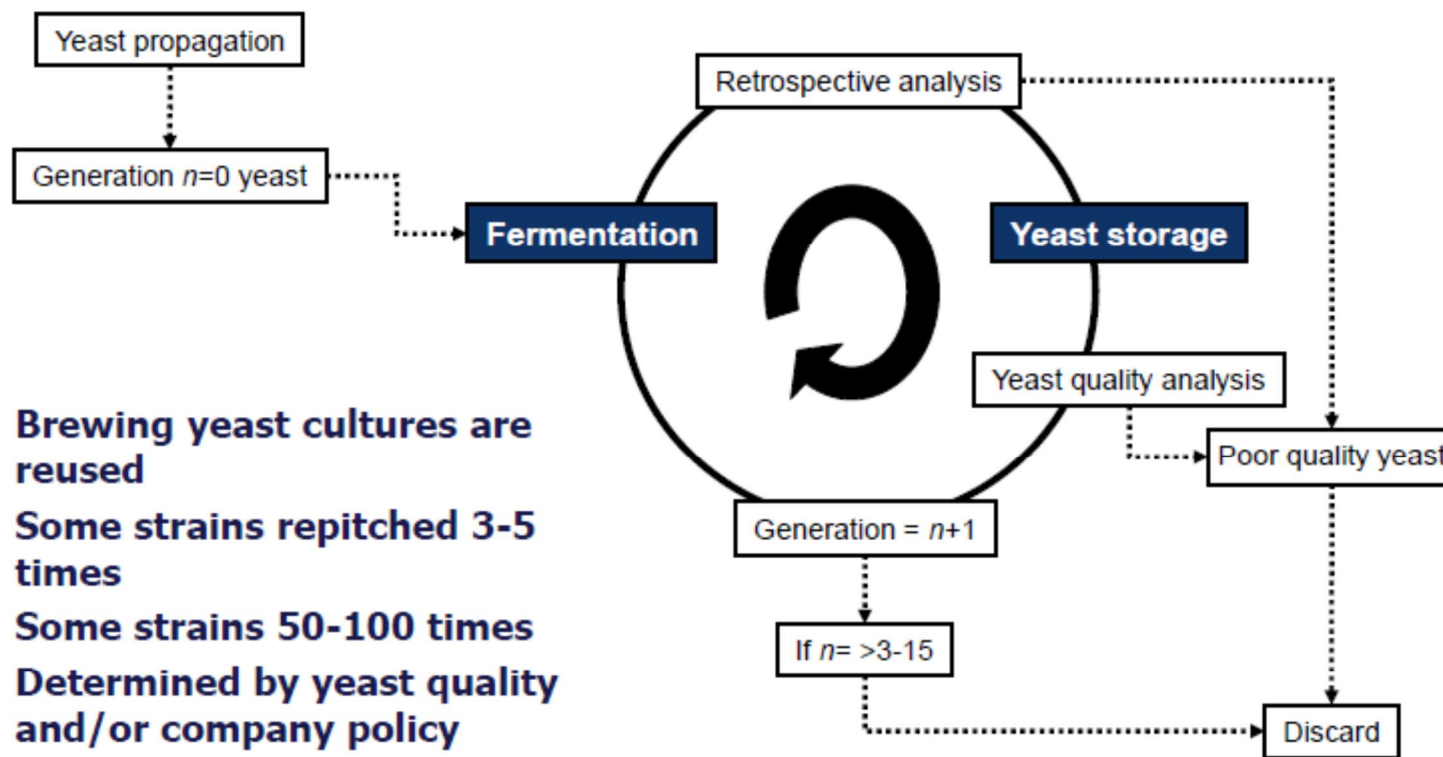 Yeast propagation
Generation n=0 yeast
Retrospective analysis
Fermentation
Yeast storage
Yeast quality analysis
Poor quality yeast
Generation = n+1
If n= >3-15
Discard
Brewing yeast cultures are
reused
Some strains repitched 3-5
times
Some strains 50-100 times
Determined by yeast quality
and/or company policy